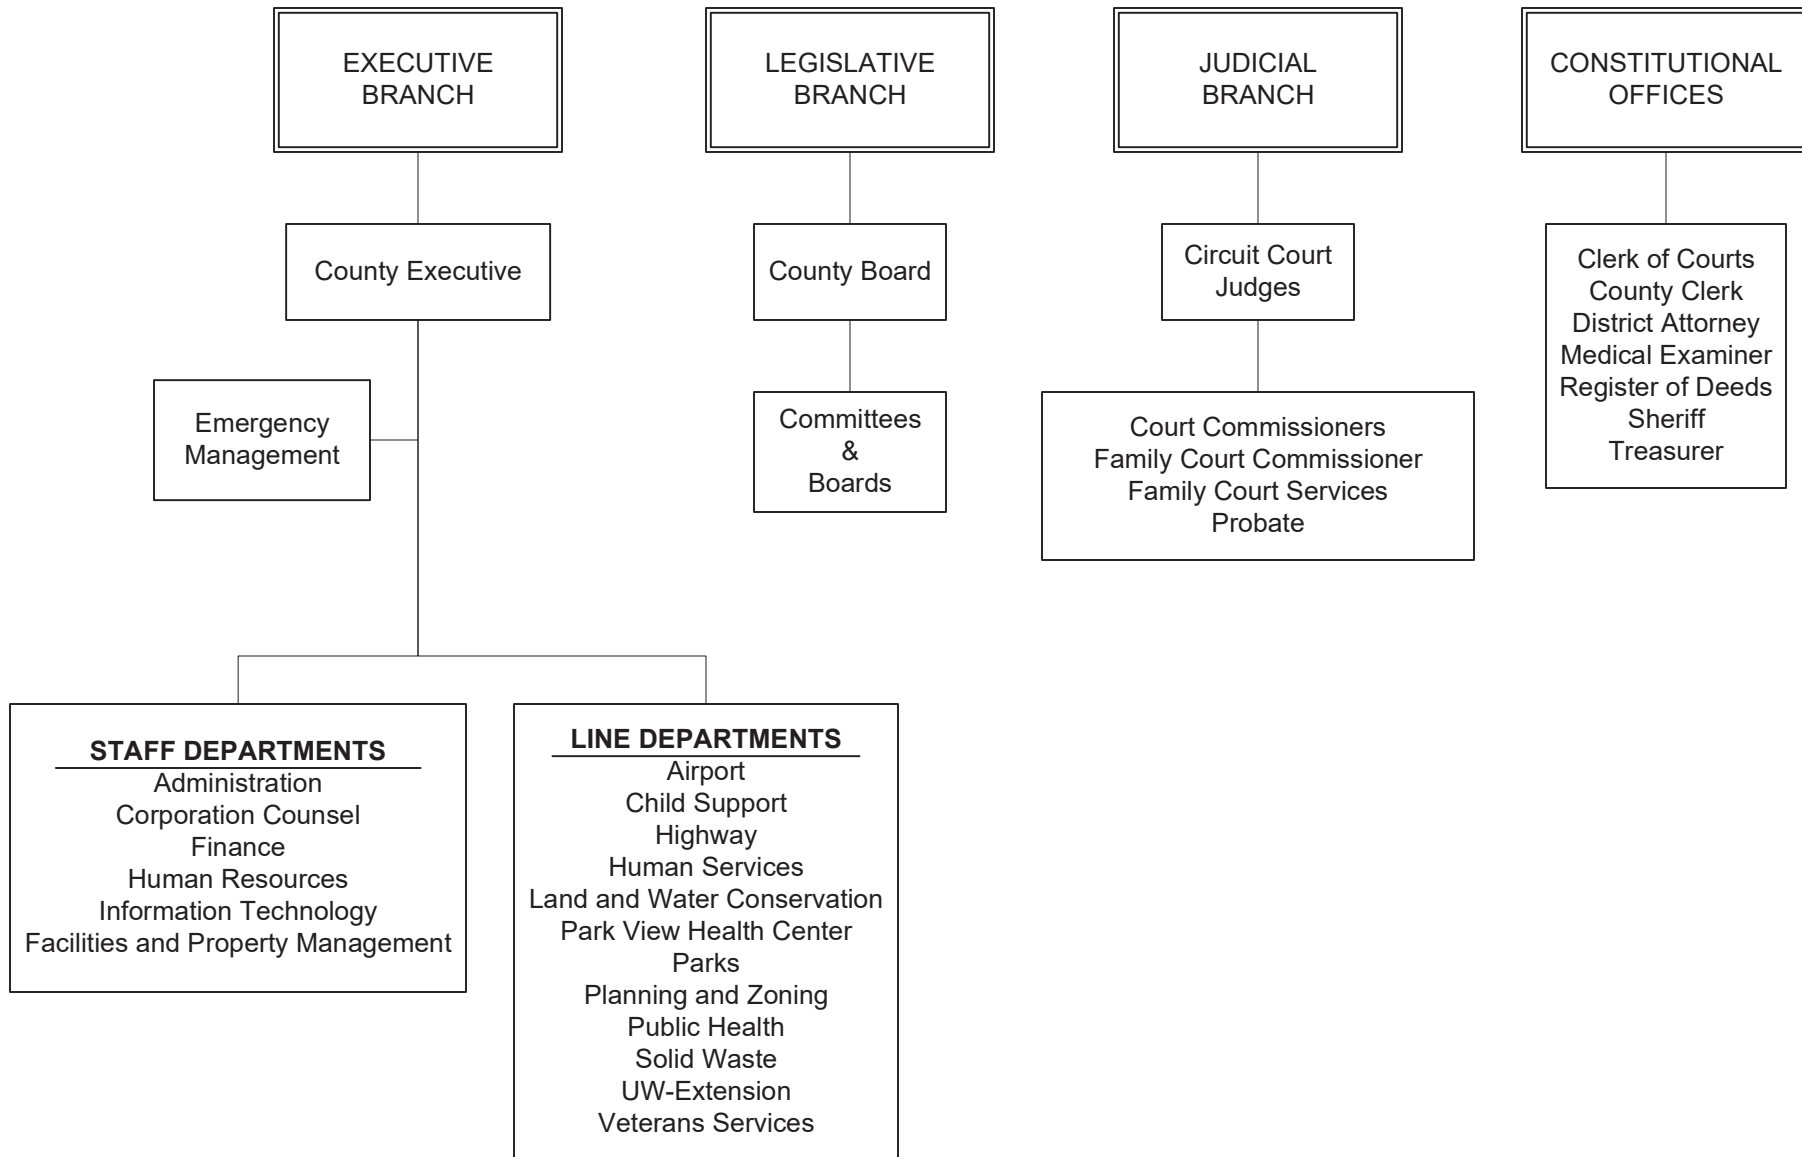 EXECUTIVE
BRANCH
County Executive
Emergency
Management
STAFF DEPARTMENTS
Administration
Corporation Counsel
Finance
Human Resources
Information Technology
Facilities and Property Management
LINE DEPARTMENTS
Airport
Child Support
Highway
Human Services
Land and Water Conservation
Park View Health Center
Parks
Planning and Zoning
Public Health
Solid Waste
UW-Extension
Veterans Services
LEGISLATIVE
BRANCH
County Board
Committees
&
Boards
JUDICIAL
BRANCH
Circuit Court
Judges
Court Commissioners
Family Court Commissioner
Family Court Services
Probate
CONSTITUTIONAL
OFFICES
Clerk of Courts
County Clerk
District Attorney
Medical Examiner
Register of Deeds
Sheriff
Treasurer